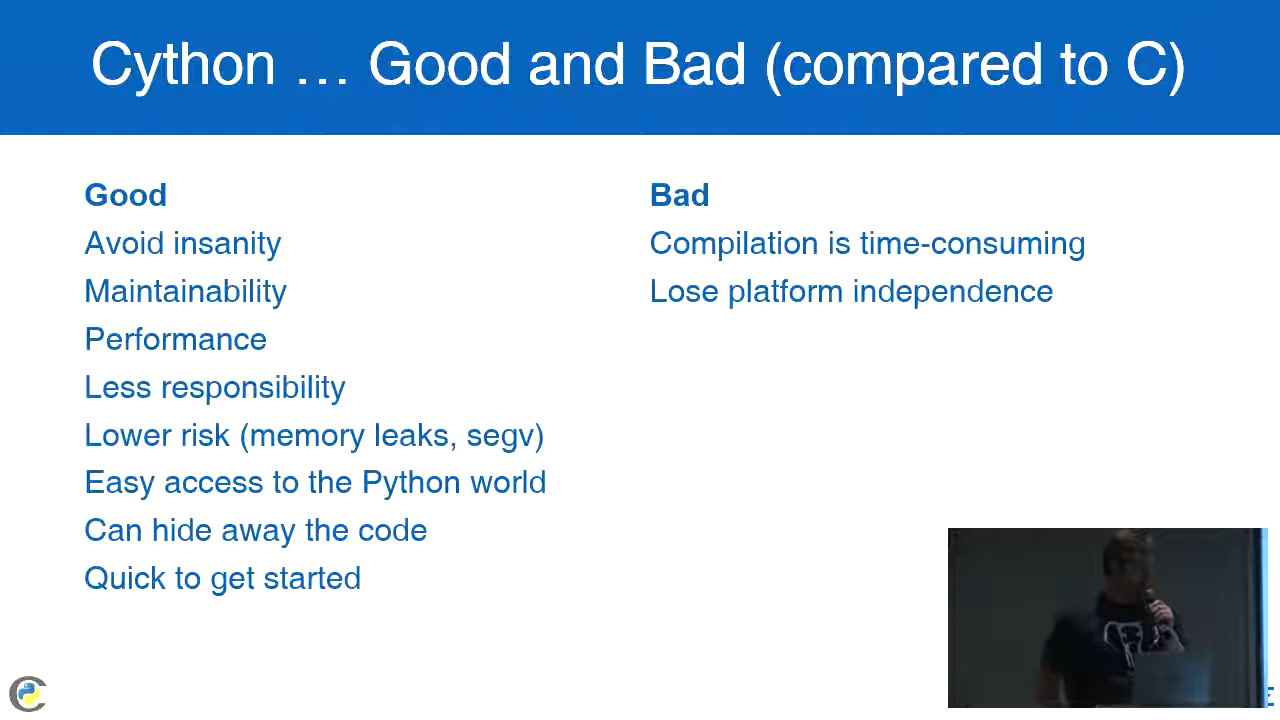 Cython … Good and Bad (compared to C)
Good
Avoid insanity
Maintainability
Performance
Less responsibility
Lower risk (memory leaks, segv)
Easy access to the Python world
Can hide away the code
Quick to get started
Bad
Compilation is time-consuming
Lose platform independence